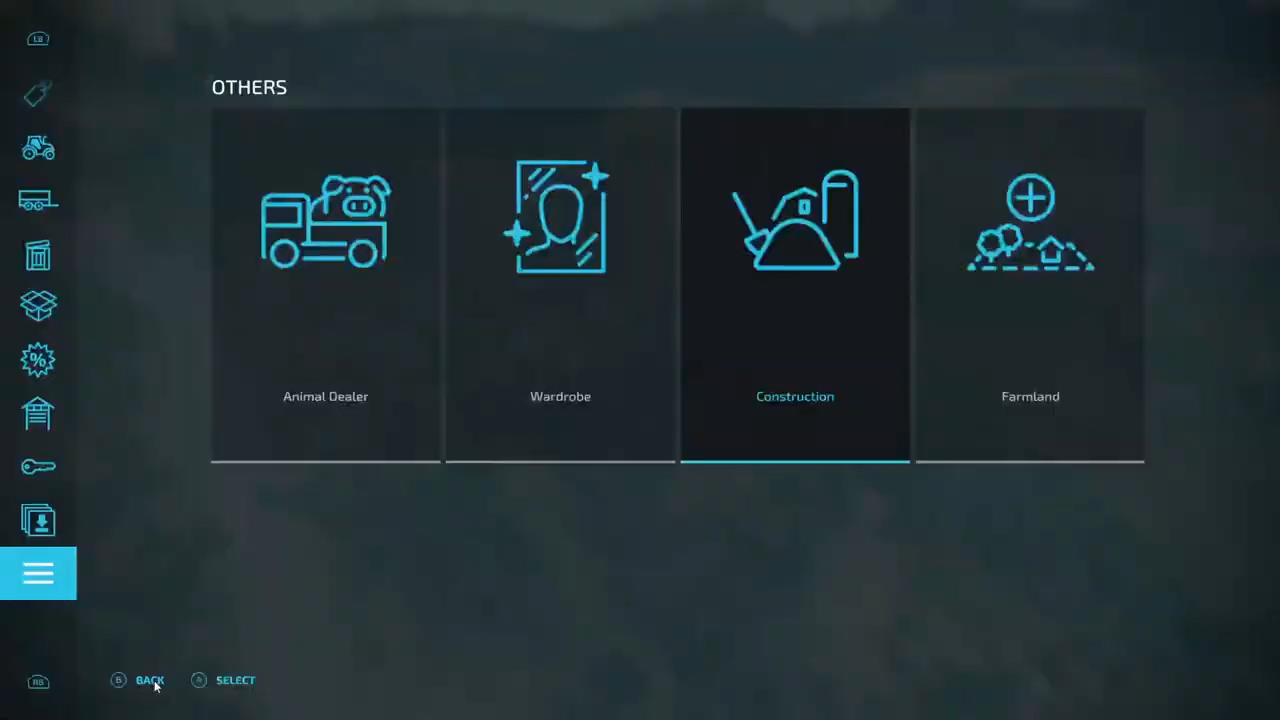 LB
OTHERS
Animal Dealer
Wardrobe
Construction
Farmland
RB
B BACK
A SELECT